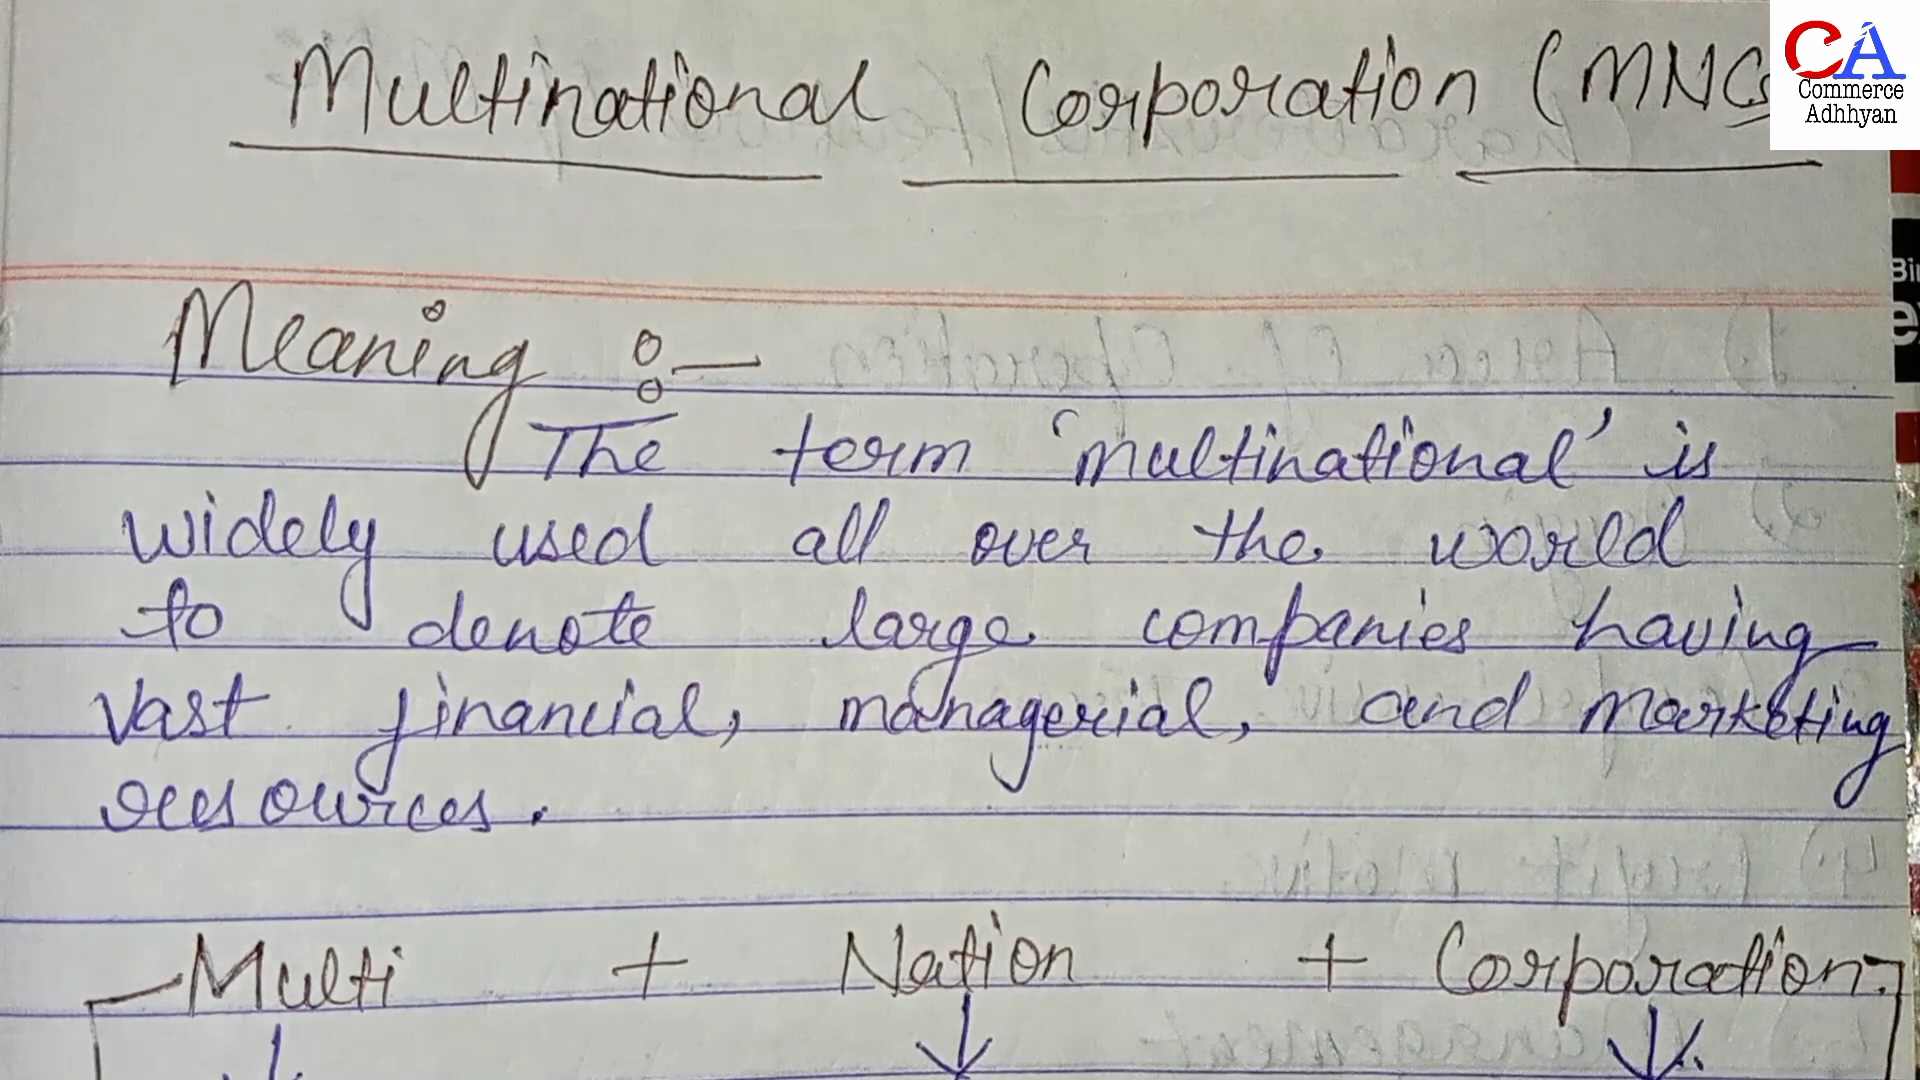 Multinational Corporation (MNCs
CA
Commerce
Adhhyan
Meaning :-
The term 'multinational' is
widely used all over the world
to denote large companies having
vast financial, managerial, and marketing
resources.
Multi + Nation + Corporation